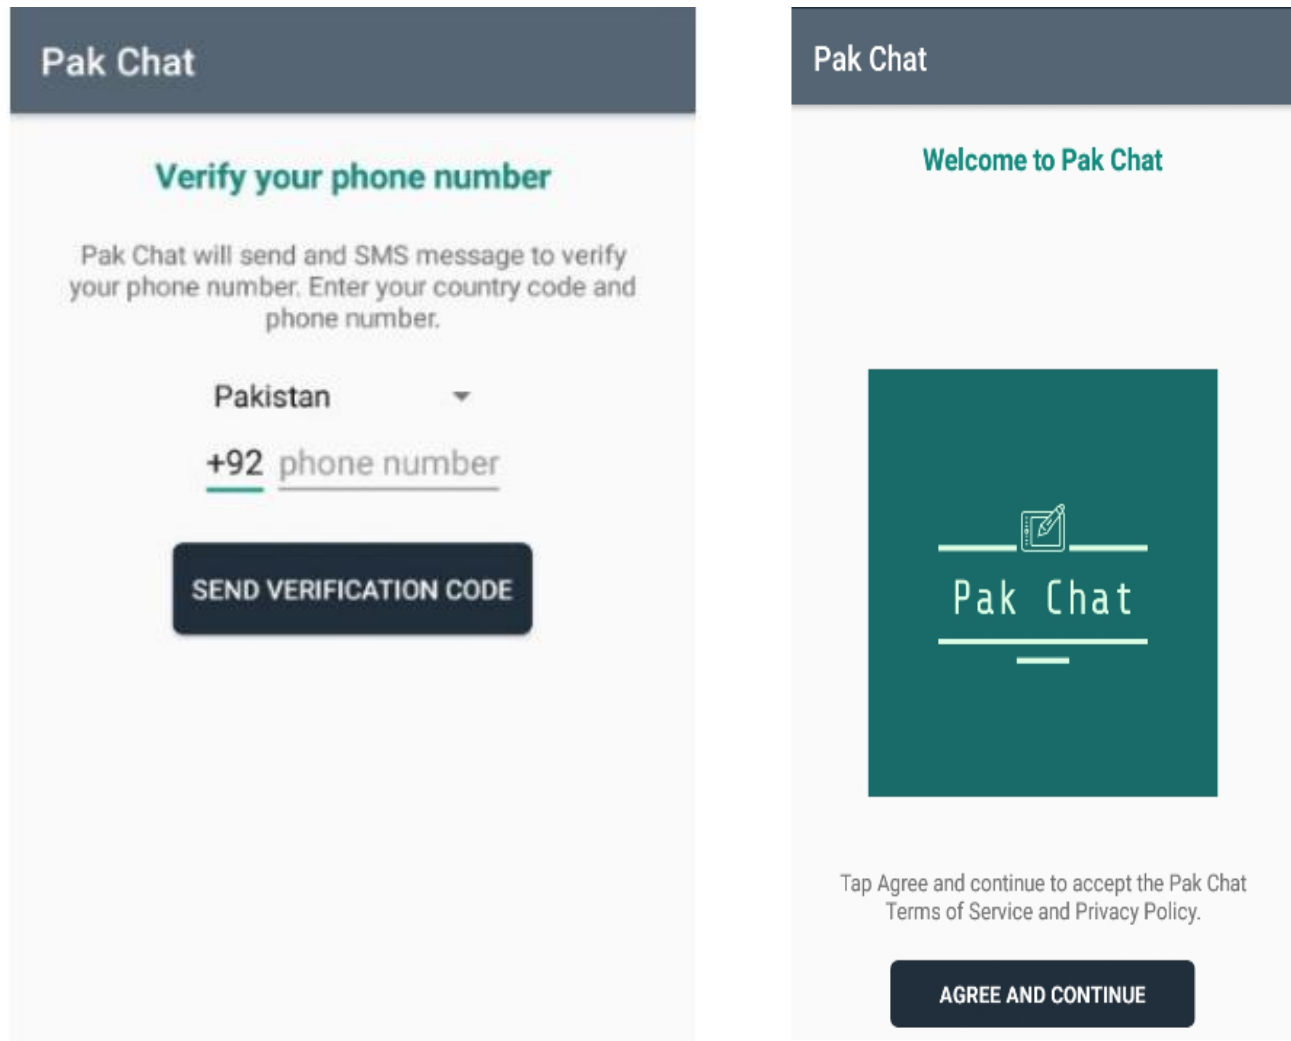 Pak Chat
Verify your phone number
Pak Chat will send and SMS message to verify
your phone number. Enter your country code and
phone number.
Pakistan
+92 phone number
SEND VERIFICATION CODE
Pak Chat
Welcome to Pak Chat
Pak Chat
Tap Agree and continue to accept the Pak Chat
Terms of Service and Privacy Policy.
AGREE AND CONTINUE